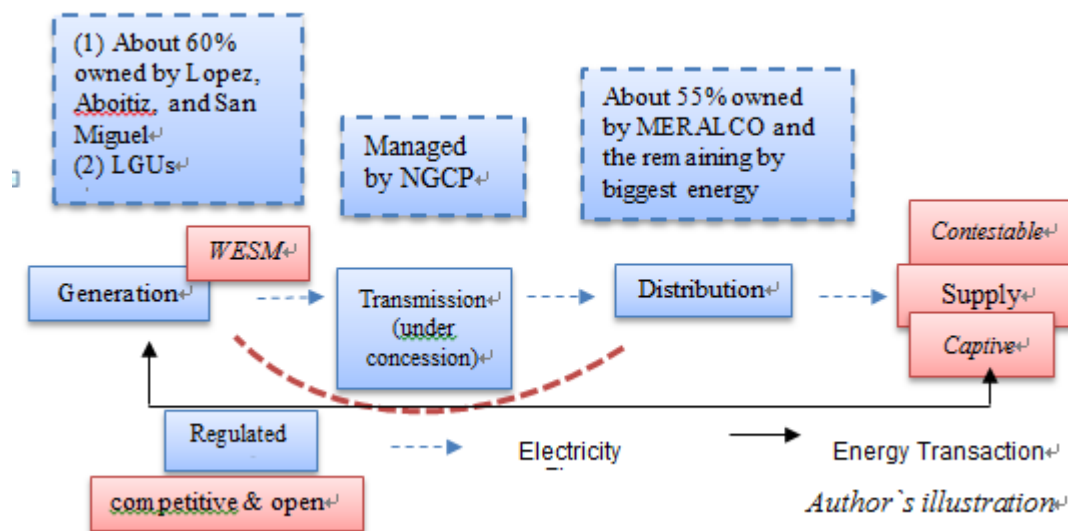 (1) About 60%
owned by Lopez,
Aboitiz, and San
Miguel
(2) LGUs
Managed
by NGCP
About 55% owned
by MERALCO and
the remaining by
biggest energy
WESM
Generation
Transmission
(under
concession)
Distribution
Contestable
Supply
Captive
Regulated
competitive & open
Electricity
Energy Transaction
Author`s illustration